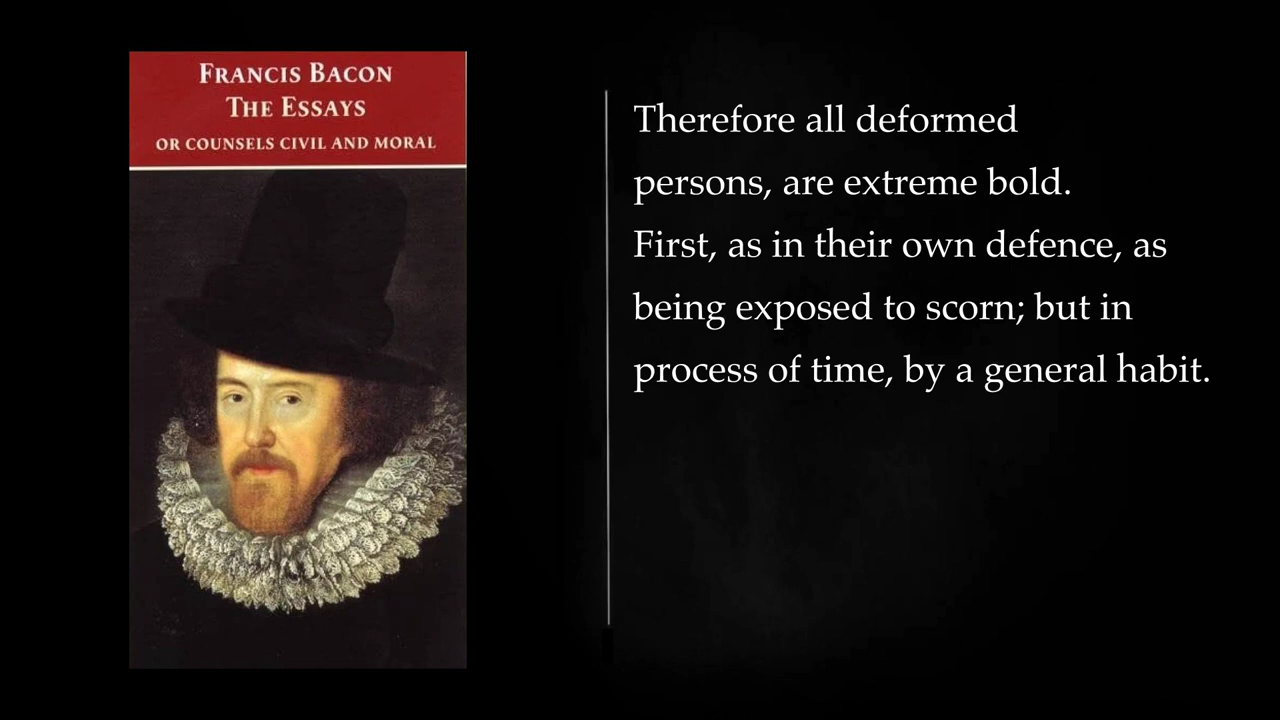 FRANCIS BACON
THE ESSAYS
OR COUNSELS CIVIL AND MORAL
Therefore all deformed
persons, are extreme bold.
First, as in their own defence, as
being exposed to scorn; but in
process of time, by a general habit.